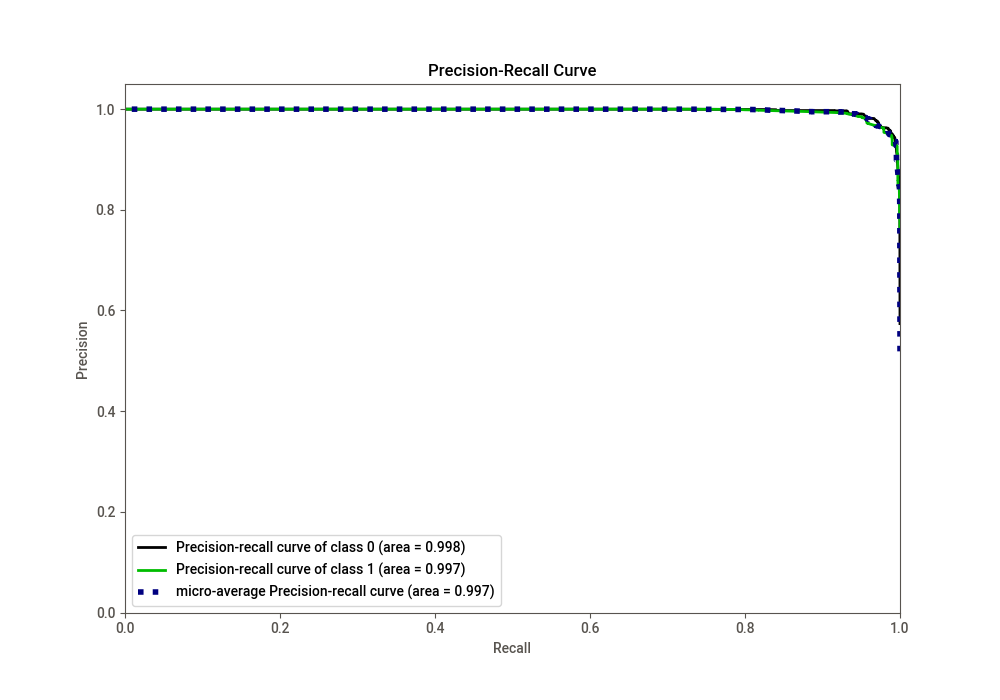 Precision-Recall Curve
1.0
0.8
0.6
0.4
0.2
0.0
Precision
Precision-recall curve of class 0 (area = 0.998)
Precision-recall curve of class 1 (area = 0.997)
micro-average Precision-recall curve (area = 0.997)
0.0 0.2 0.4 0.6 0.8 1.0
Recall